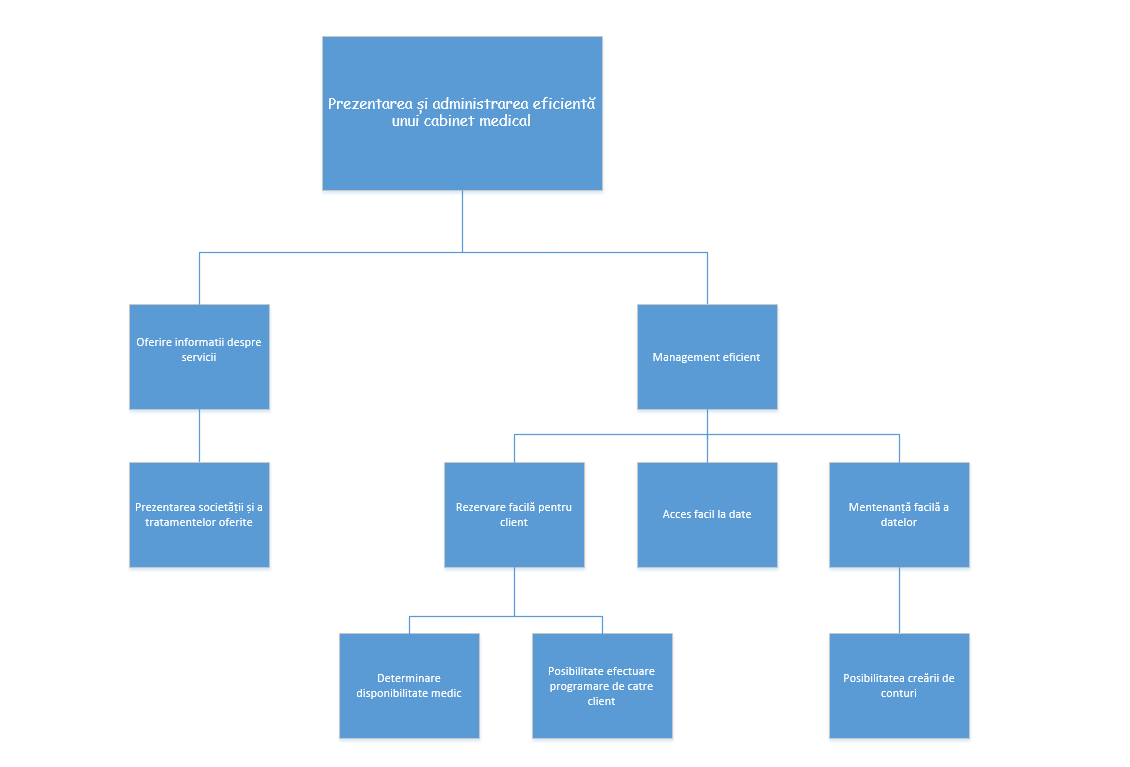 Prezentarea și administrarea eficientă
unui cabinet medical
Oferire informatii despre
servicii
Management eficient
Prezentarea societății și a
tratamentelor oferite
Rezervare facilă pentru
client
Acces facil la date
Mentenanță facilă a
datelor
Determinare
disponibilitate medic
Posibilitate efectuare
programare de catre
client
Posibilitatea creării de
conturi